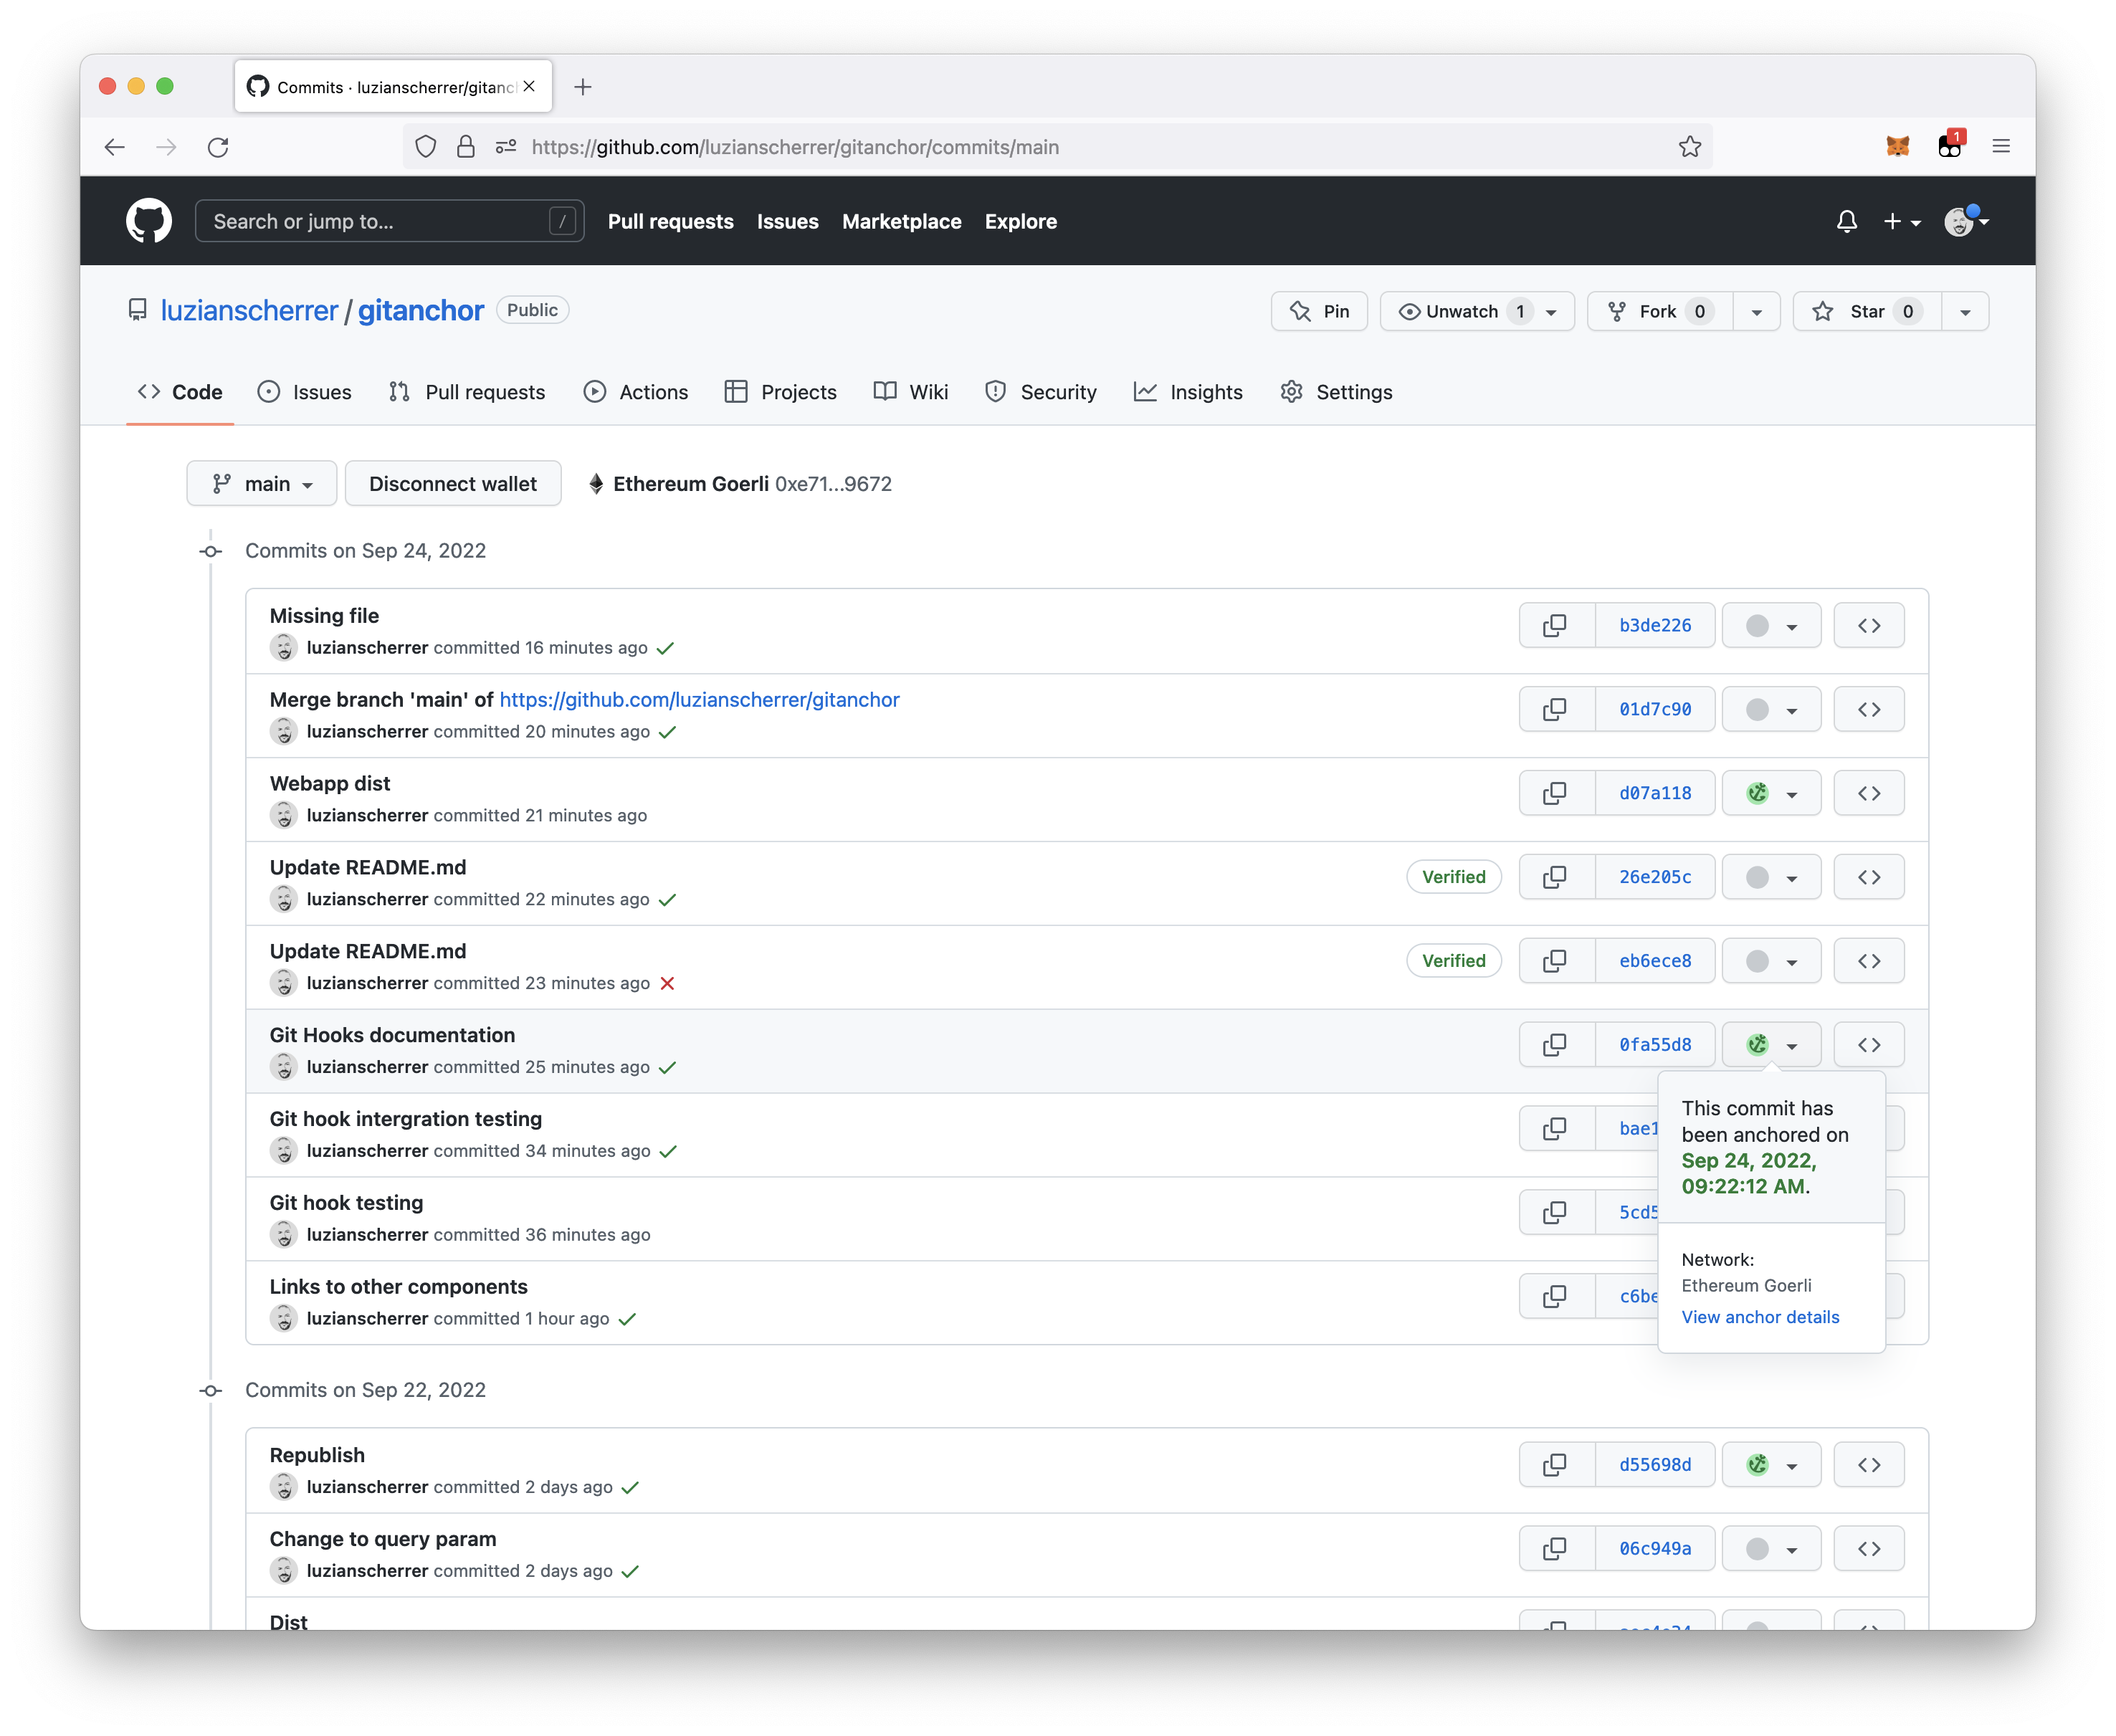 Commits · luzianscherrer/gitanc
https://github.com/luzianscherrer/gitanchor/commits/main
1
Search or jump to... /
Pull requests Issues Marketplace Explore
luzianscherrer / gitanchor Public
Pin Unwatch 1 Fork 0 Star 0
Code Issues Pull requests Actions Projects Wiki Security Insights Settings
main Disconnect wallet Ethereum Goerli 0xe71...9672
Commits on Sep 24, 2022
Missing file
luzianscherrer committed 16 minutes ago
b3de226
Merge branch 'main' of https://github.com/luzianscherrer/gitanchor
luzianscherrer committed 20 minutes ago
01d7c90
Webapp dist
luzianscherrer committed 21 minutes ago
d07a118
Update README.md
luzianscherrer committed 22 minutes ago
Verified 26e205c
Update README.md
luzianscherrer committed 23 minutes ago
Verified eb6ece8
Git Hooks documentation
luzianscherrer committed 25 minutes ago
0fa55d8
This commit has
been anchored on
Sep 24, 2022,
09:22:12 AM.
Network:
Ethereum Goerli
View anchor details
Git hook intergration testing
luzianscherrer committed 34 minutes ago
bae1
Git hook testing
luzianscherrer committed 36 minutes ago
5cd5
Links to other components
luzianscherrer committed 1 hour ago
c6be
Commits on Sep 22, 2022
Republish
luzianscherrer committed 2 days ago
d55698d
Change to query param
luzianscherrer committed 2 days ago
06c949a
Dist